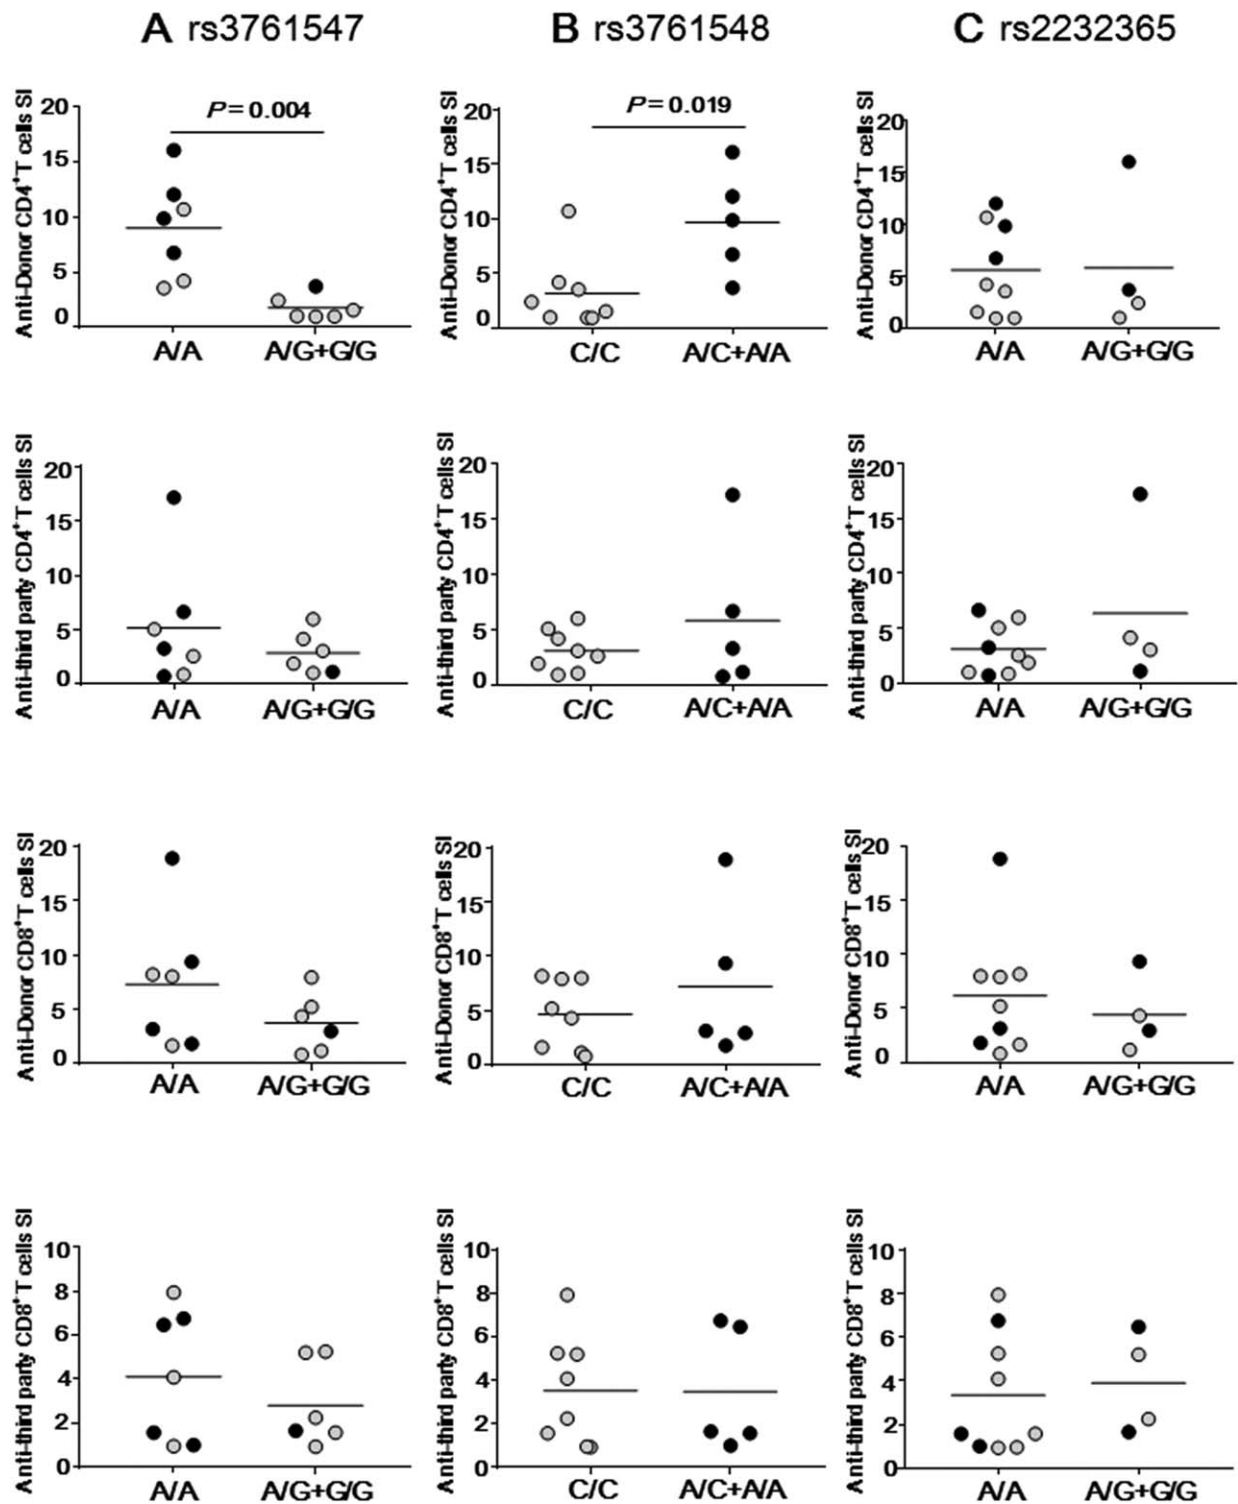 A rs3761547
B rs3761548
C rs2232365
Anti-Donor CD4⁺T cells SI
20
15
10
5
0
P = 0.004
A/A
A/G+G/G
Anti-Donor CD4⁺T cells SI
20
15
10
5
0
P = 0.019
C/C
A/C+A/A
Anti-Donor CD4⁺T cells SI
20
15
10
5
0
A/A
A/G+G/G
Anti-third party CD4⁺T cells SI
20
15
10
5
0
A/A
A/G+G/G
Anti-third party CD4⁺T cells SI
20
15
10
5
0
C/C
A/C+A/A
Anti-third party CD4⁺T cells SI
20
15
10
5
0
A/A
A/G+G/G
Anti-Donor CD8⁺T cells SI
20
15
10
5
0
A/A
A/G+G/G
Anti-Donor CD8⁺T cells SI
20
15
10
5
0
C/C
A/C+A/A
Anti-Donor CD8⁺T cells SI
20
15
10
5
0
A/A
A/G+G/G
Anti-third party CD8⁺T cells SI
10
8
6
4
2
0
A/A
A/G+G/G
Anti-third party CD8⁺T cells SI
10
8
6
4
2
0
C/C
A/C+A/A
Anti-third party CD8⁺T cells SI
10
8
6
4
2
0
A/A
A/G+G/G